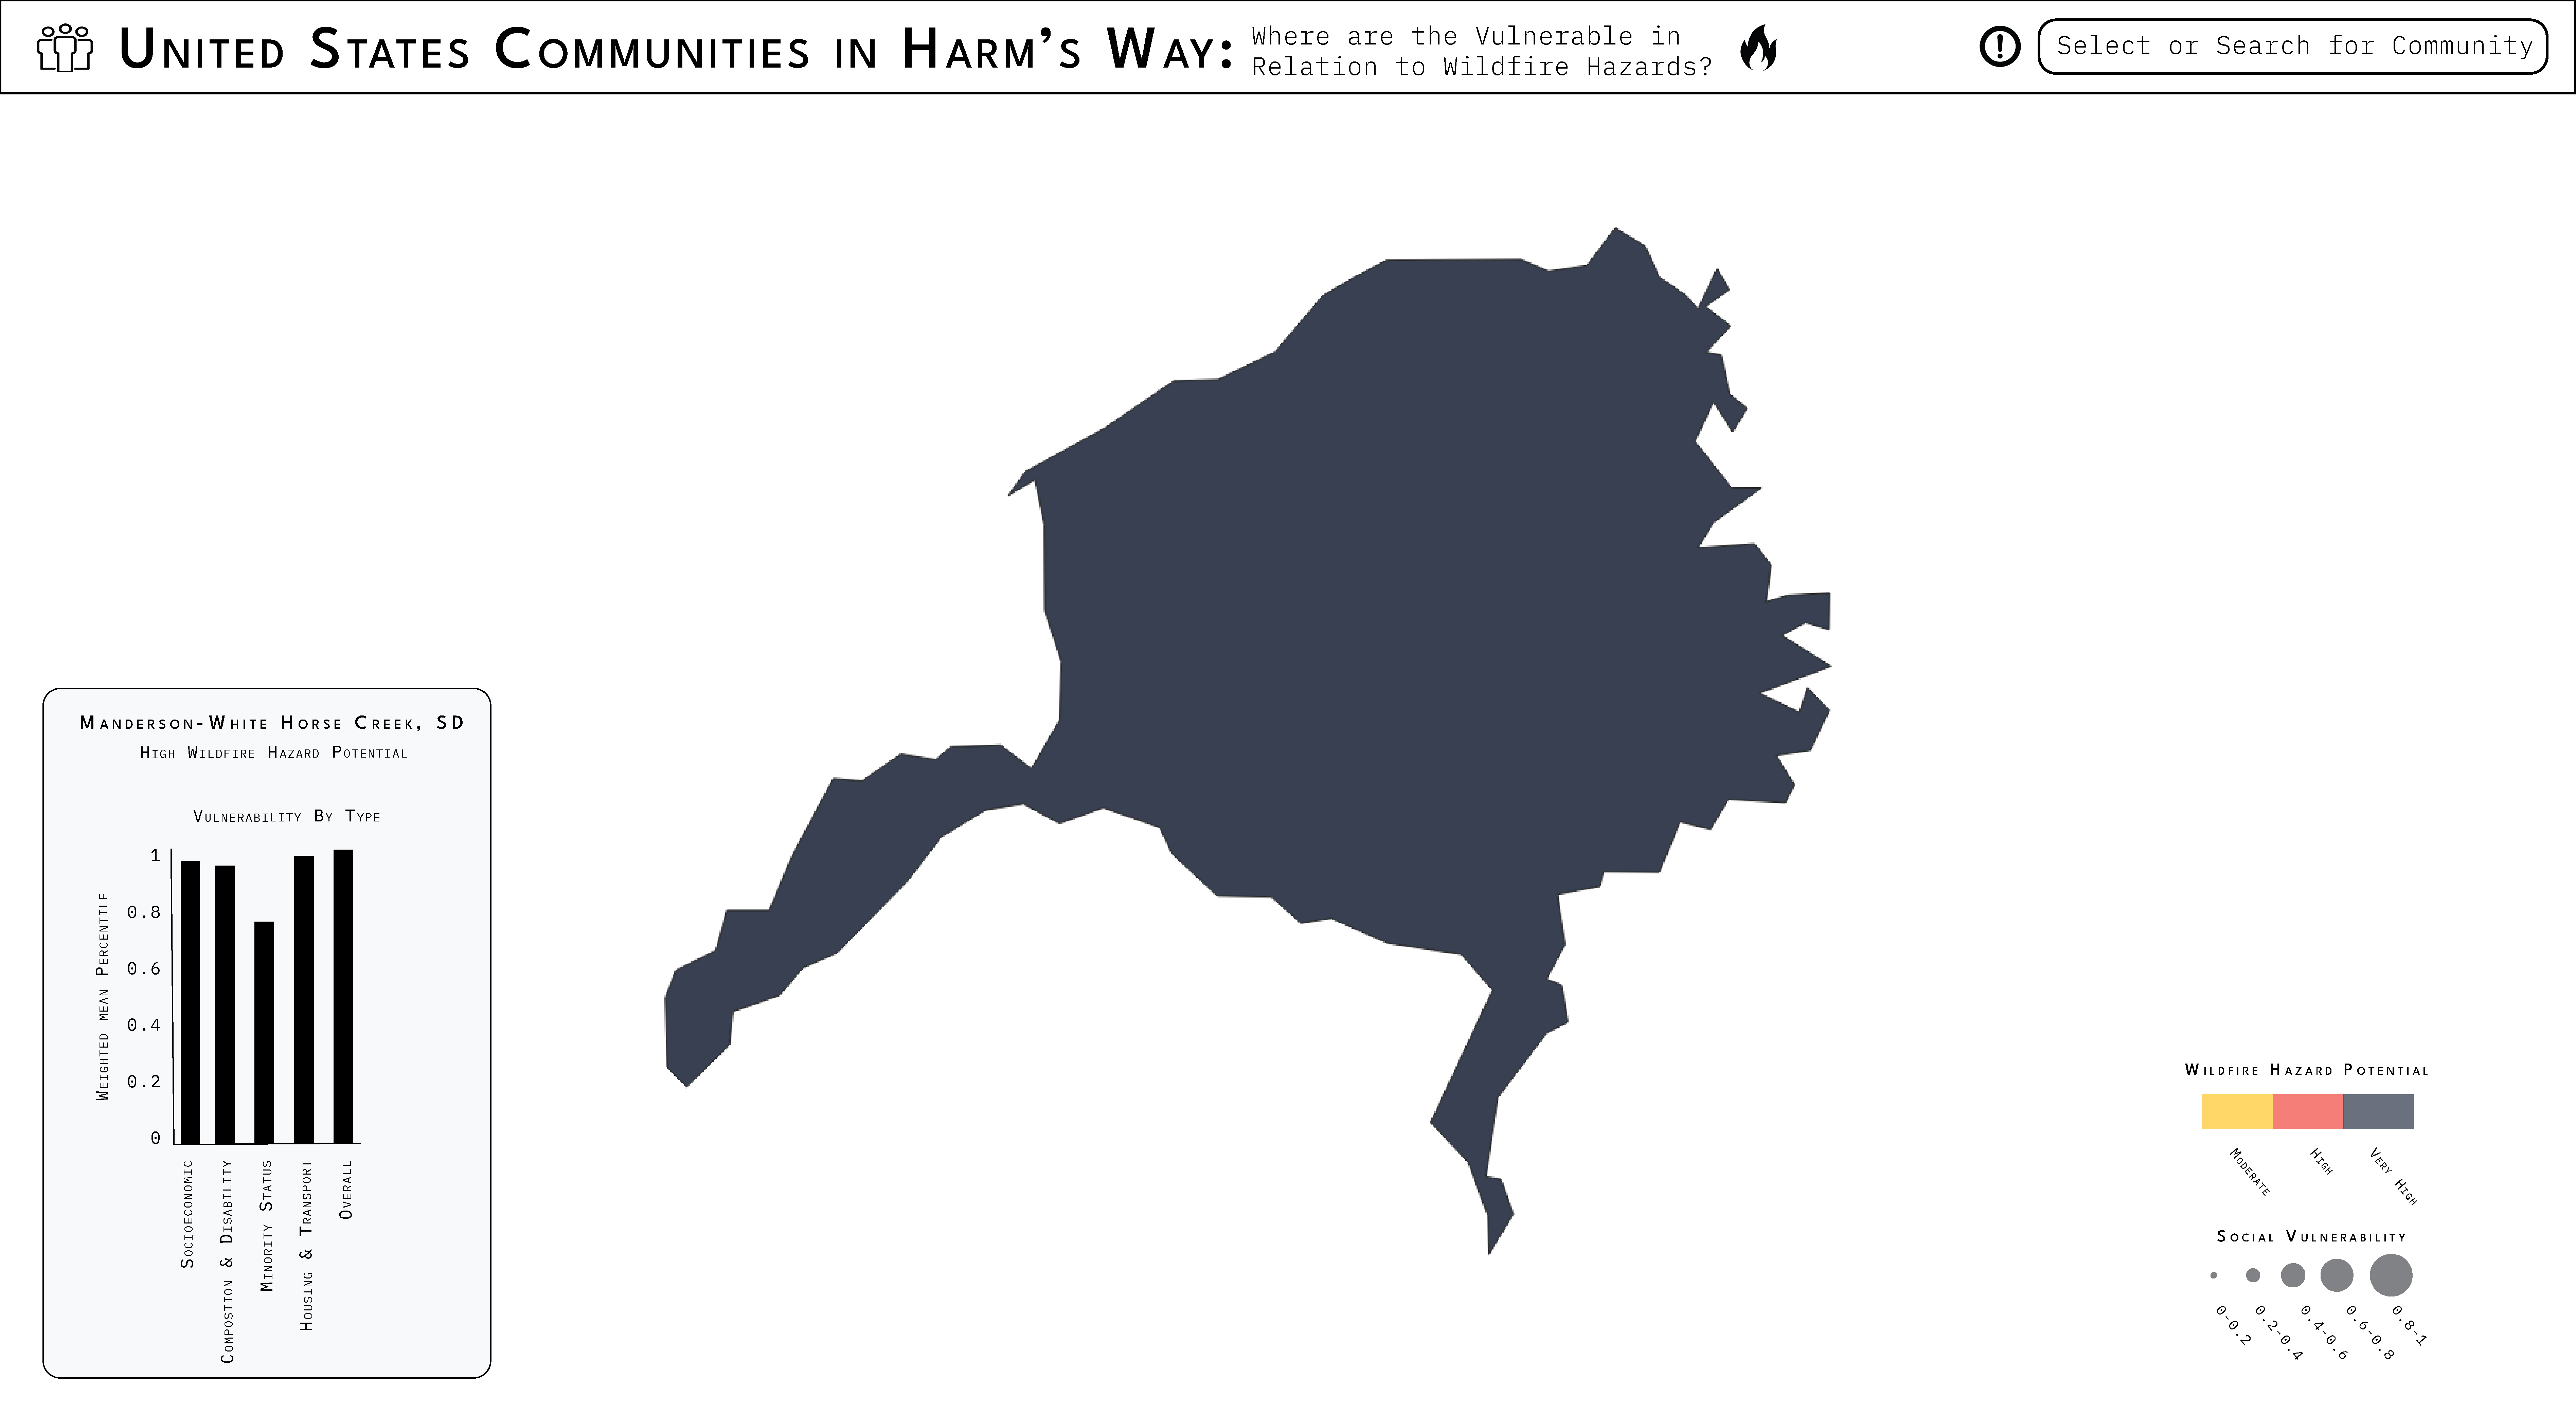 United States Communities in Harm's Way:
Where are the Vulnerable in
Relation to Wildfire Hazards?
Select or Search for Community
Manderson-White Horse Creek, SD
High Wildfire Hazard Potential
Vulnerability By Type
Weighted mean Percentile
1
0.8
0.6
0.4
0.2
0
Socioeconomic
Compostion & Disability
Minority Status
Housing & Transport
Overall
Wildfire Hazard Potential
Moderate
High
Very High
Social Vulnerability
0-0.2
0.2-0.4
0.4-0.6
0.6-0.8
0.8-1